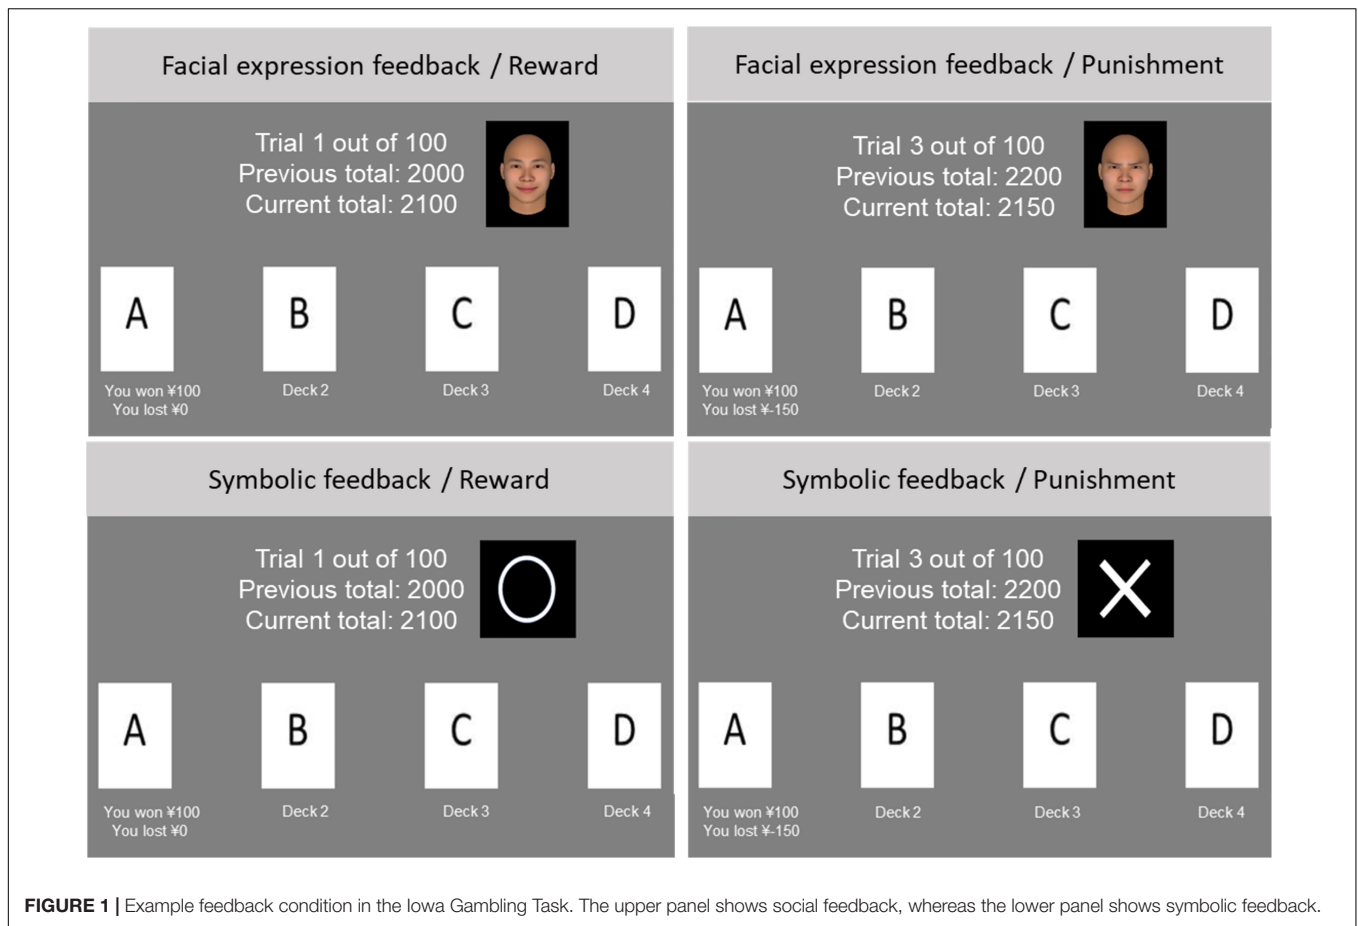 Facial expression feedback / Reward
Trial 1 out of 100
Previous total: 2000
Current total: 2100
A
B
C
D
You won ¥100
You lost ¥0
Deck 2
Deck 3
Deck 4
Facial expression feedback / Punishment
Trial 3 out of 100
Previous total: 2200
Current total: 2150
A
B
C
D
You won ¥100
You lost ¥-150
Deck 2
Deck 3
Deck 4
Symbolic feedback / Reward
Trial 1 out of 100
Previous total: 2000
Current total: 2100
A
B
C
D
You won ¥100
You lost ¥0
Deck 2
Deck 3
Deck 4
Symbolic feedback / Punishment
Trial 3 out of 100
Previous total: 2200
Current total: 2150
A
B
C
D
You won ¥100
You lost ¥-150
Deck 2
Deck 3
Deck 4
FIGURE 1 | Example feedback condition in the Iowa Gambling Task. The upper panel shows social feedback, whereas the lower panel shows symbolic feedback.